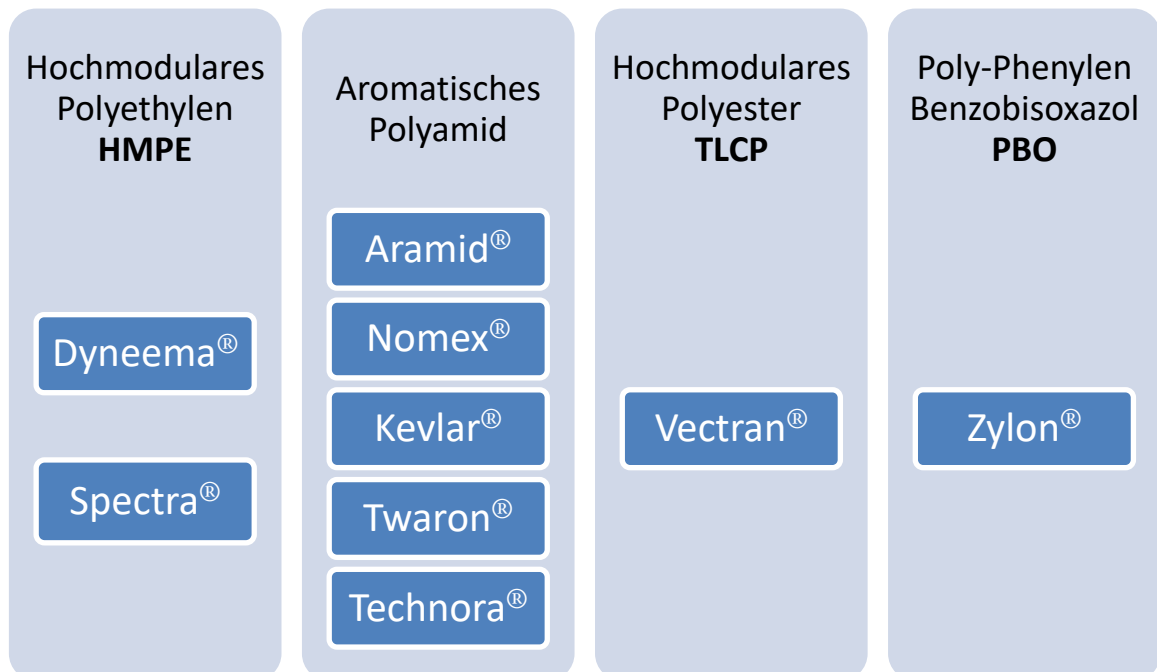 Hochmodulares
Polyethylen
HMPE
Dyneema®
Spectra®
Aromatisches
Polyamid
Aramid®
Nomex®
Kevlar®
Twaron®
Technora®
Hochmodulares
Polyester
TLCP
Vectran®
Poly-Phenylen
Benzobisoxazol
PBO
Zylon®